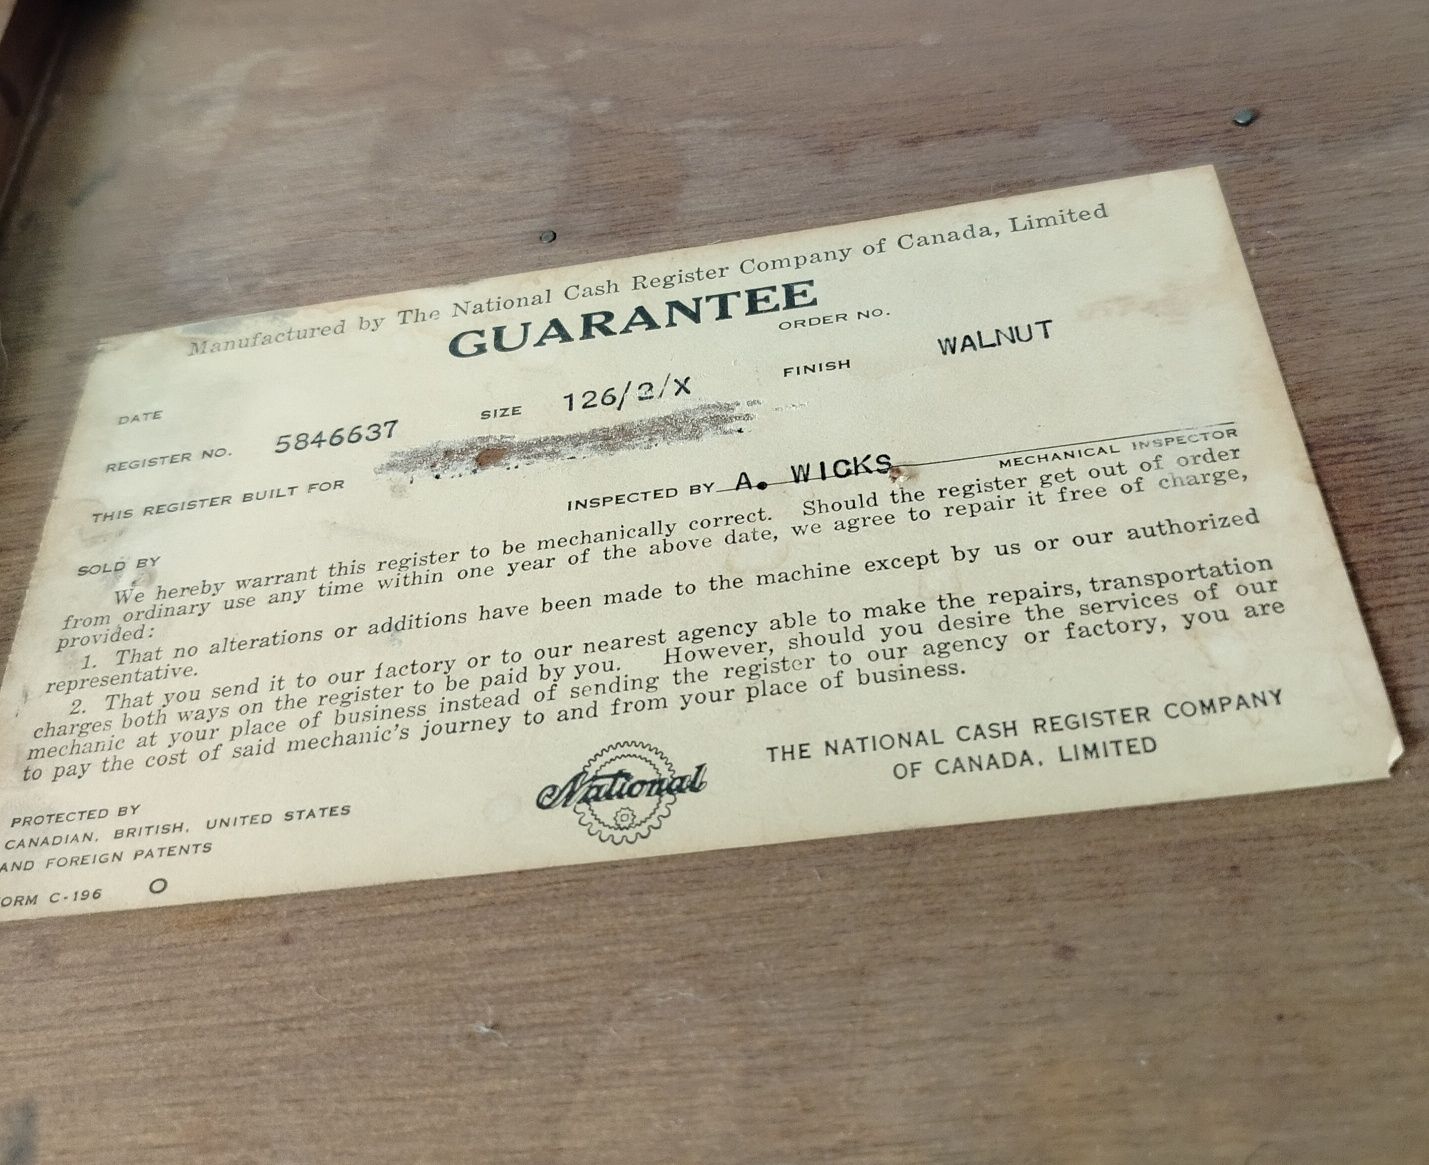 Manufactured by The National Cash Register Company of Canada, Limited
GUARANTEE
ORDER NO.
DATE
SIZE 126/2/X FINISH WALNUT
REGISTER NO. 5846637
THIS REGISTER BUILT FOR
INSPECTED BY A. WICKS MECHANICAL INSPECTOR
SOLD BY
We hereby warrant this register to be mechanically correct. Should the register get out of order
from ordinary use any time within one year of the above date, we agree to repair it free of charge,
provided:
1. That no alterations or additions have been made to the machine except by us or our authorized
representative.
2. That you send it to our factory or to our nearest agency able to make the repairs, transportation
charges both ways on the register to be paid by you. However, should you desire the services of our
mechanic at your place of business instead of sending the register to our agency or factory, you are
to pay the cost of said mechanic's journey to and from your place of business.
National
THE NATIONAL CASH REGISTER COMPANY
OF CANADA, LIMITED
PROTECTED BY
CANADIAN, BRITISH, UNITED STATES
AND FOREIGN PATENTS
ORM C-196 O